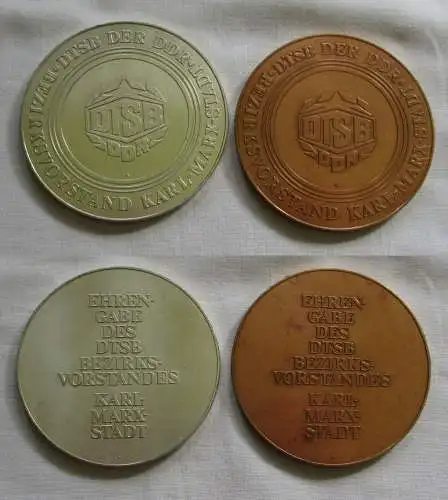 BEZIRKSVORSTAND KARL-MARX-STADT · DTSB DER DDR ·
DTSB
DDR
BEZIRKSVORSTAND KARL-MARX-STADT · DTSB DER DDR ·
DTSB
DDR
EHREN-
GABE
DES
DTSB
BEZIRKS-
VORSTANDES
KARL-
MARX-
STADT
EHREN-
GABE
DES
DTSB
BEZIRKS-
VORSTANDES
KARL-
MARX-
STADT